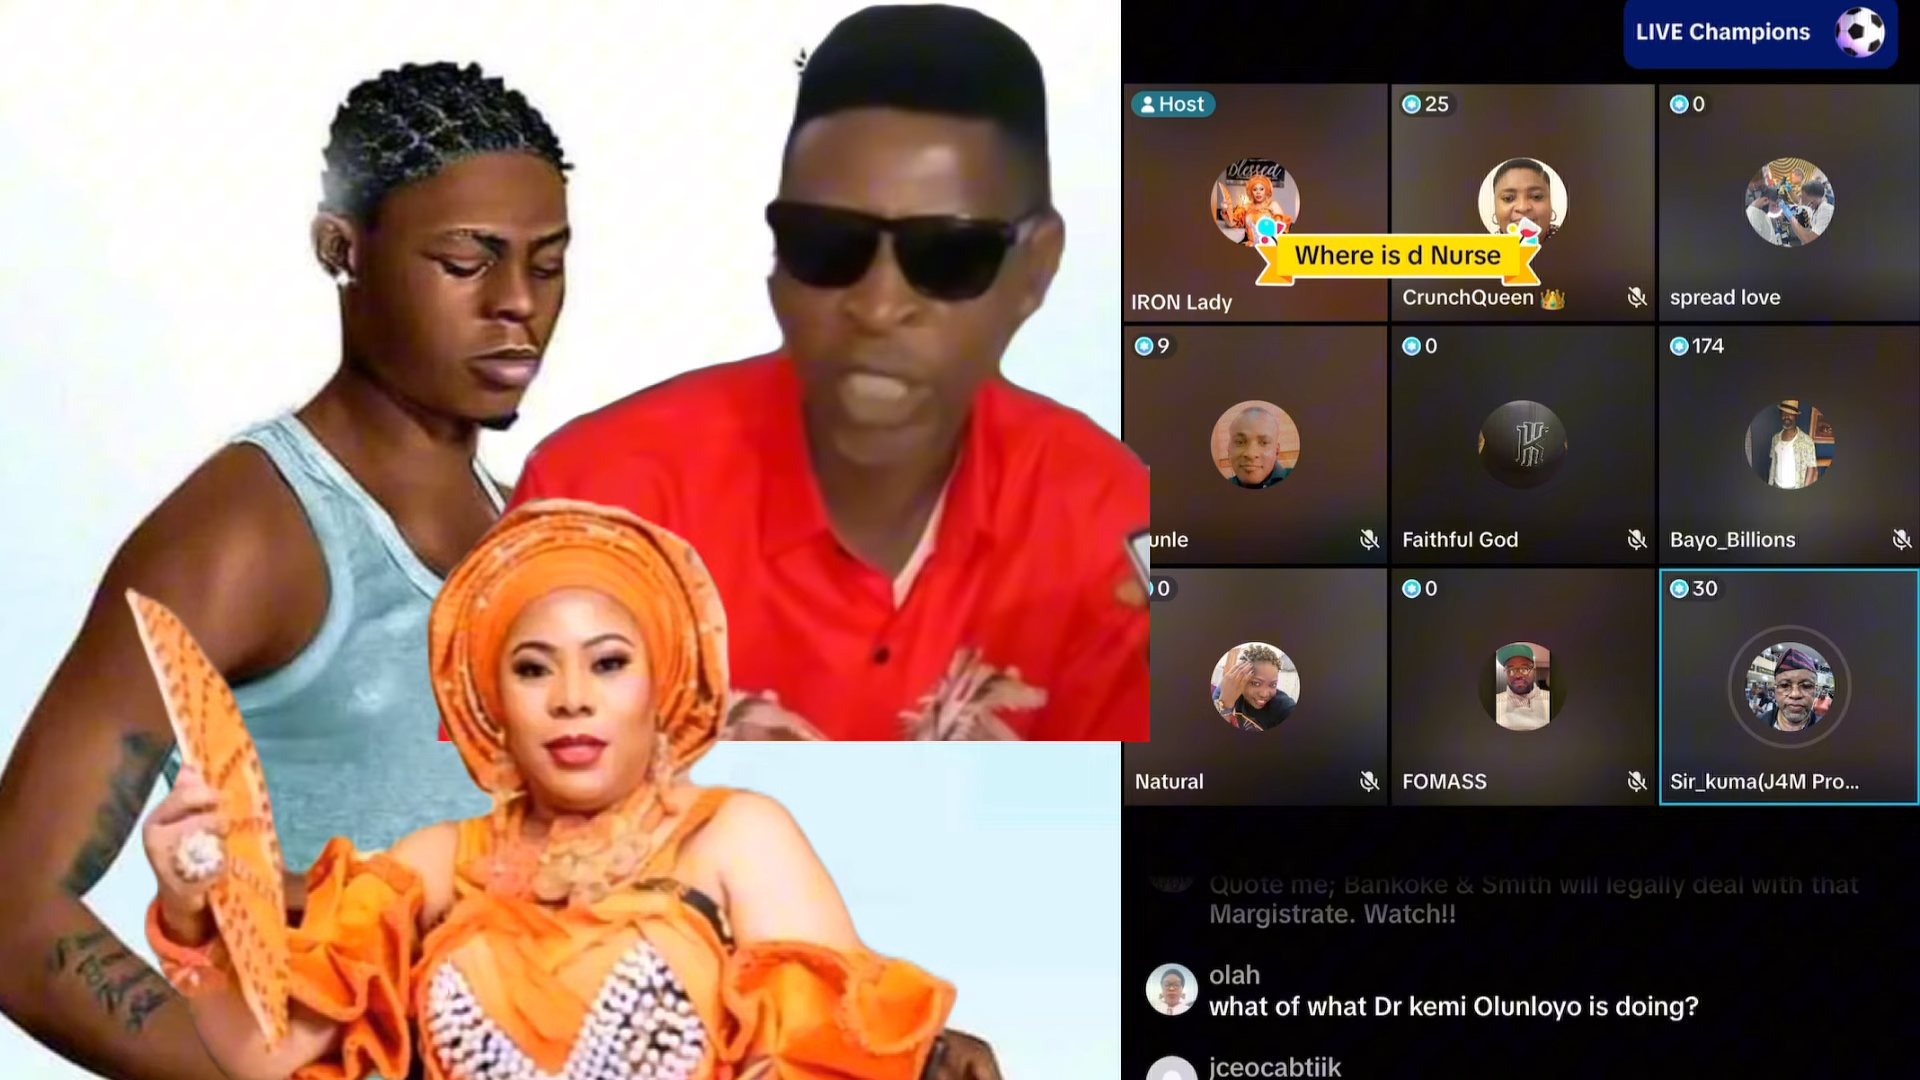 LIVE Champions
Host
25
0
Blessed
Where is d Nurse
IRON Lady
CrunchQueen
spread love
9
0
174
unle
Faithful God
Bayo_Billions
0
0
30
Natural
FOMASS
Sir_kuma(J4M Pro...
Quote me; Bankoke & Smith will legally deal with that
Margistrate. Watch!!
olah
what of what Dr kemi Olunloyo is doing?
jceocabtiik